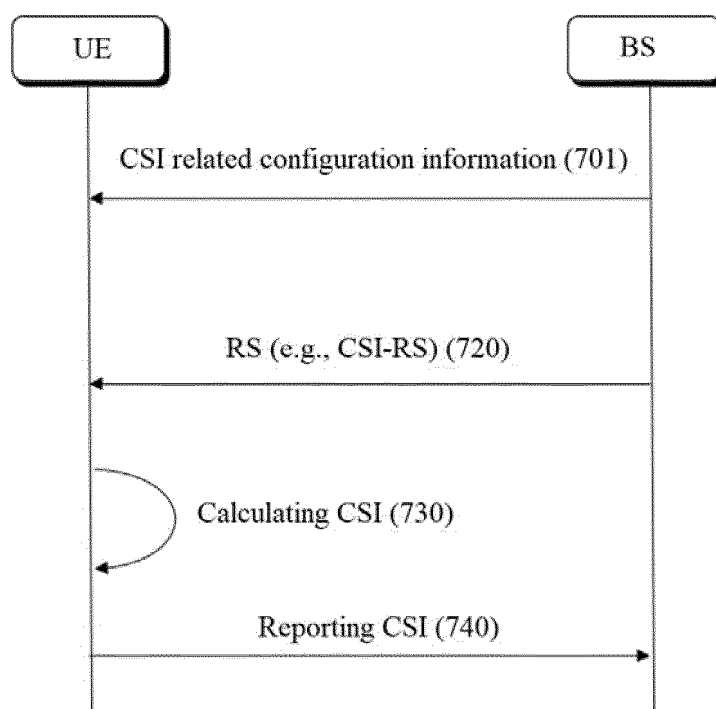 UE
BS
CSI related configuration information (701)
RS (e.g., CSI-RS) (720)
Calculating CSI (730)
Reporting CSI (740)